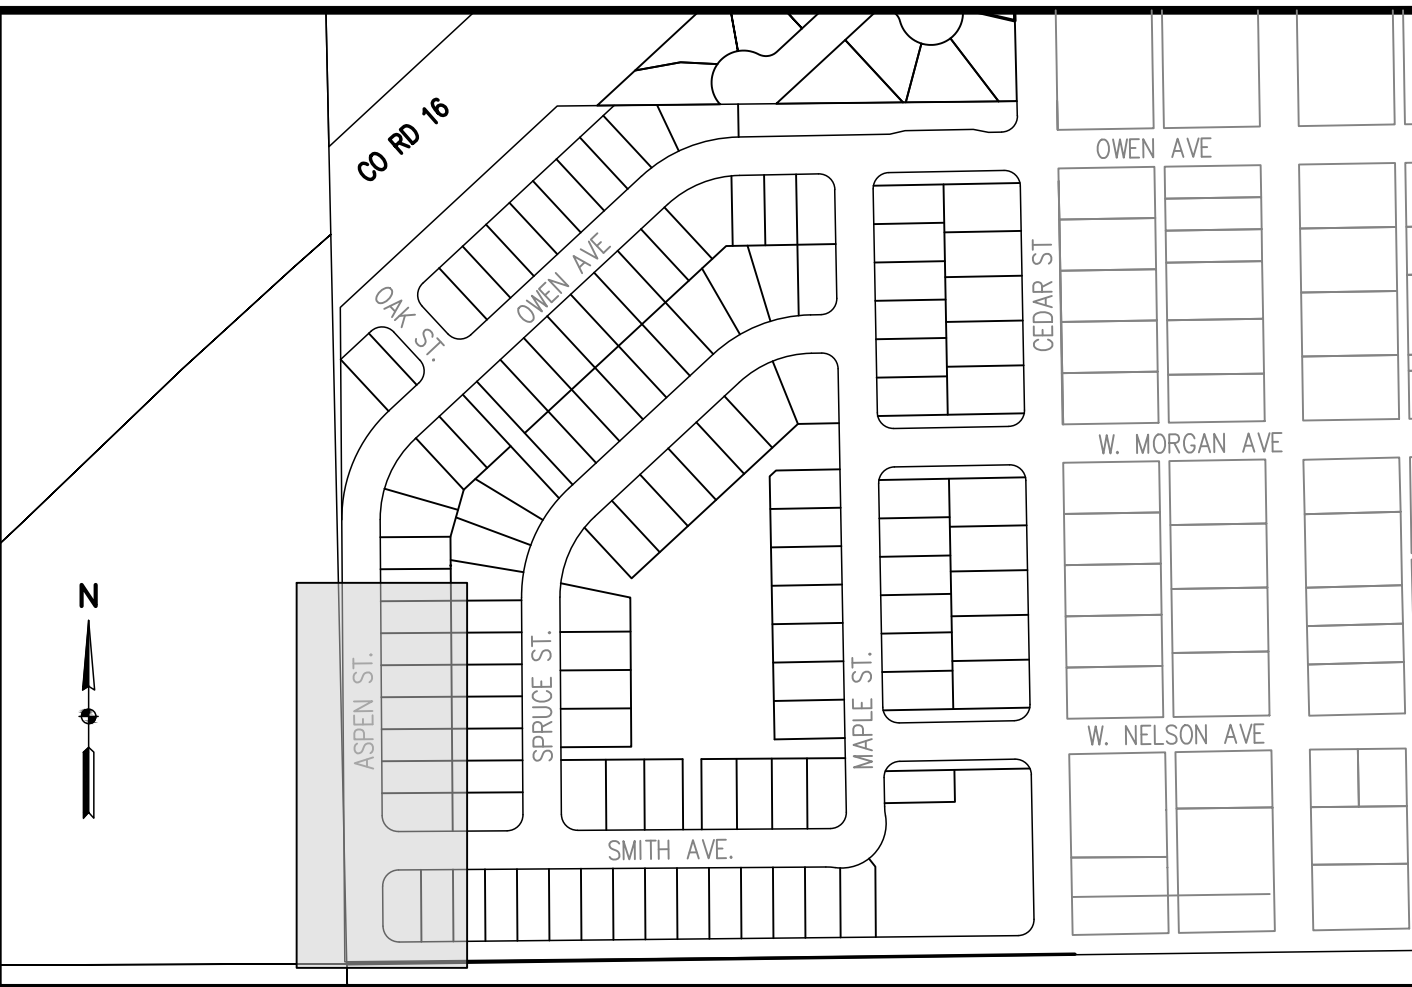 CO RD 16
OWEN AVE
OWEN AVE
CEDAR ST
OAK ST.
W. MORGAN AVE
N
ASPEN ST.
SPRUCE ST.
MAPLE ST.
W. NELSON AVE
SMITH AVE.